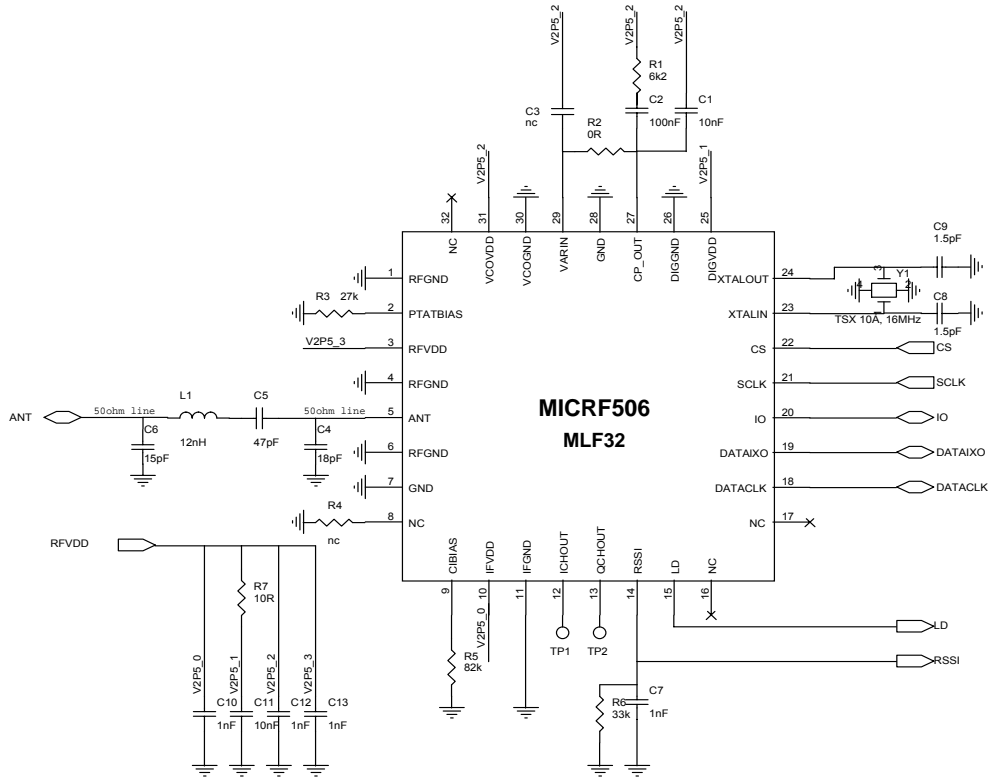 V2P5_2
V2P5_2
V2P5_2
R1
6k2
C3
nc
C2
100nF
C1
10nF
R2
0R
V2P5_2
V2P5_1
32
31
30
29
28
27
26
25
NC
VCOVDD
VCOGND
VARIN
GND
CP_OUT
DIGGND
DIGVDD
C9
1.5pF
1
RFGND
XTALOUT
24
3
Y1
4
2
R3
27k
2
PTATBIAS
XTALIN
23
1
TSX 10A, 16MHz
C8
1.5pF
V2P5_3
3
RFVDD
CS
22
CS
4
RFGND
SCLK
21
SCLK
ANT
50ohm line
L1
12nH
C5
47pF
50ohm line
5
ANT
MICRF506
MLF32
IO
20
IO
C6
15pF
C4
18pF
6
RFGND
DATAIXO
19
DATAIXO
7
GND
DATACLK
18
DATACLK
R4
nc
8
NC
NC
17
RFVDD
CIBIAS
IFVDD
IFGND
ICHOUT
QCHOUT
RSSI
LD
NC
9
10
11
12
13
14
15
16
R7
10R
V2P5_0
LD
TP1
TP2
R5
82k
RSSI
V2P5_0
V2P5_1
V2P5_2
V2P5_3
C10
1nF
C11
10nF
C12
1nF
C13
1nF
R6
33k
C7
1nF